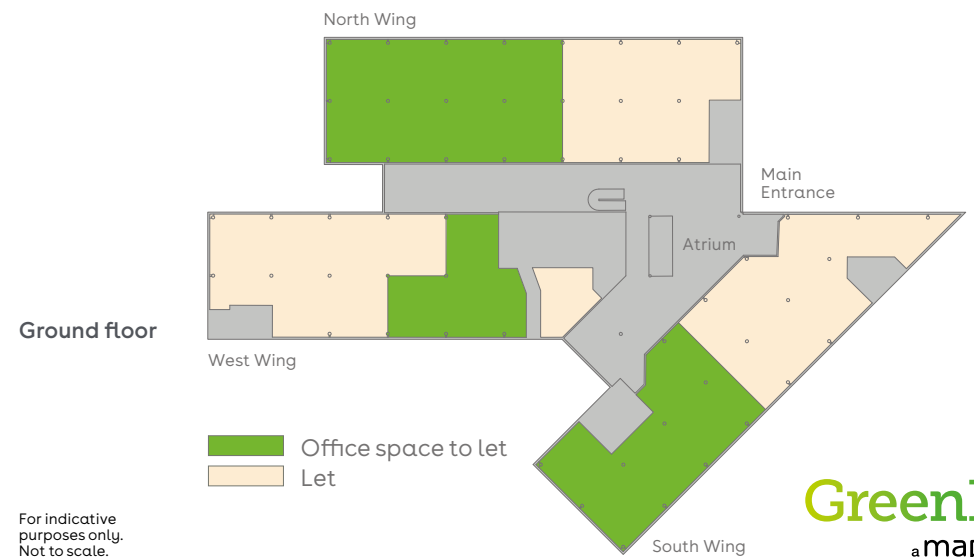 North Wing
Main
Entrance
Atrium
Ground floor
West Wing
Office space to let
Let
For indicative
purposes only.
Not to scale.
South Wing
Green
a